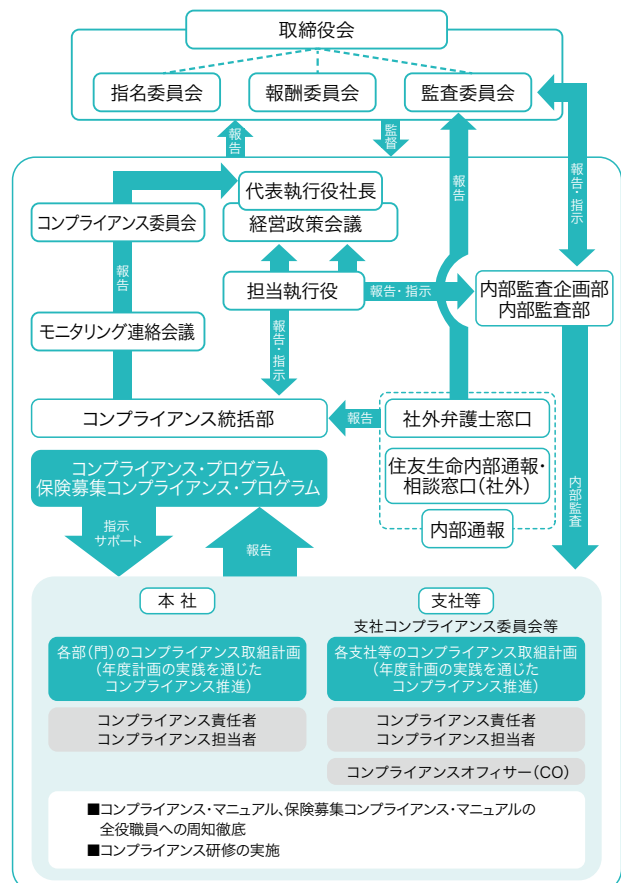 取締役会
指名委員会
報酬委員会
監査委員会
報告
監督
報告
報告・指示
代表執行役社長
経営政策会議
コンプライアンス委員会
報告
担当執行役
報告・指示
内部監査企画部
内部監査部
モニタリング連絡会議
報告・指示
コンプライアンス統括部
報告
社外弁護士窓口
住友生命内部通報・
相談窓口(社外)
内部通報
内部監査
コンプライアンス・プログラム
保険募集コンプライアンス・プログラム
指示
サポート
報告
本社
各部(門)のコンプライアンス取組計画
(年度計画の実践を通じた
コンプライアンス推進)
コンプライアンス責任者
コンプライアンス担当者
支社等
支社コンプライアンス委員会等
各支社等のコンプライアンス取組計画
(年度計画の実践を通じた
コンプライアンス推進)
コンプライアンス責任者
コンプライアンス担当者
コンプライアンスオフィサー(CO)
■コンプライアンス・マニュアル、保険募集コンプライアンス・マニュアルの
全役職員への周知徹底
■コンプライアンス研修の実施